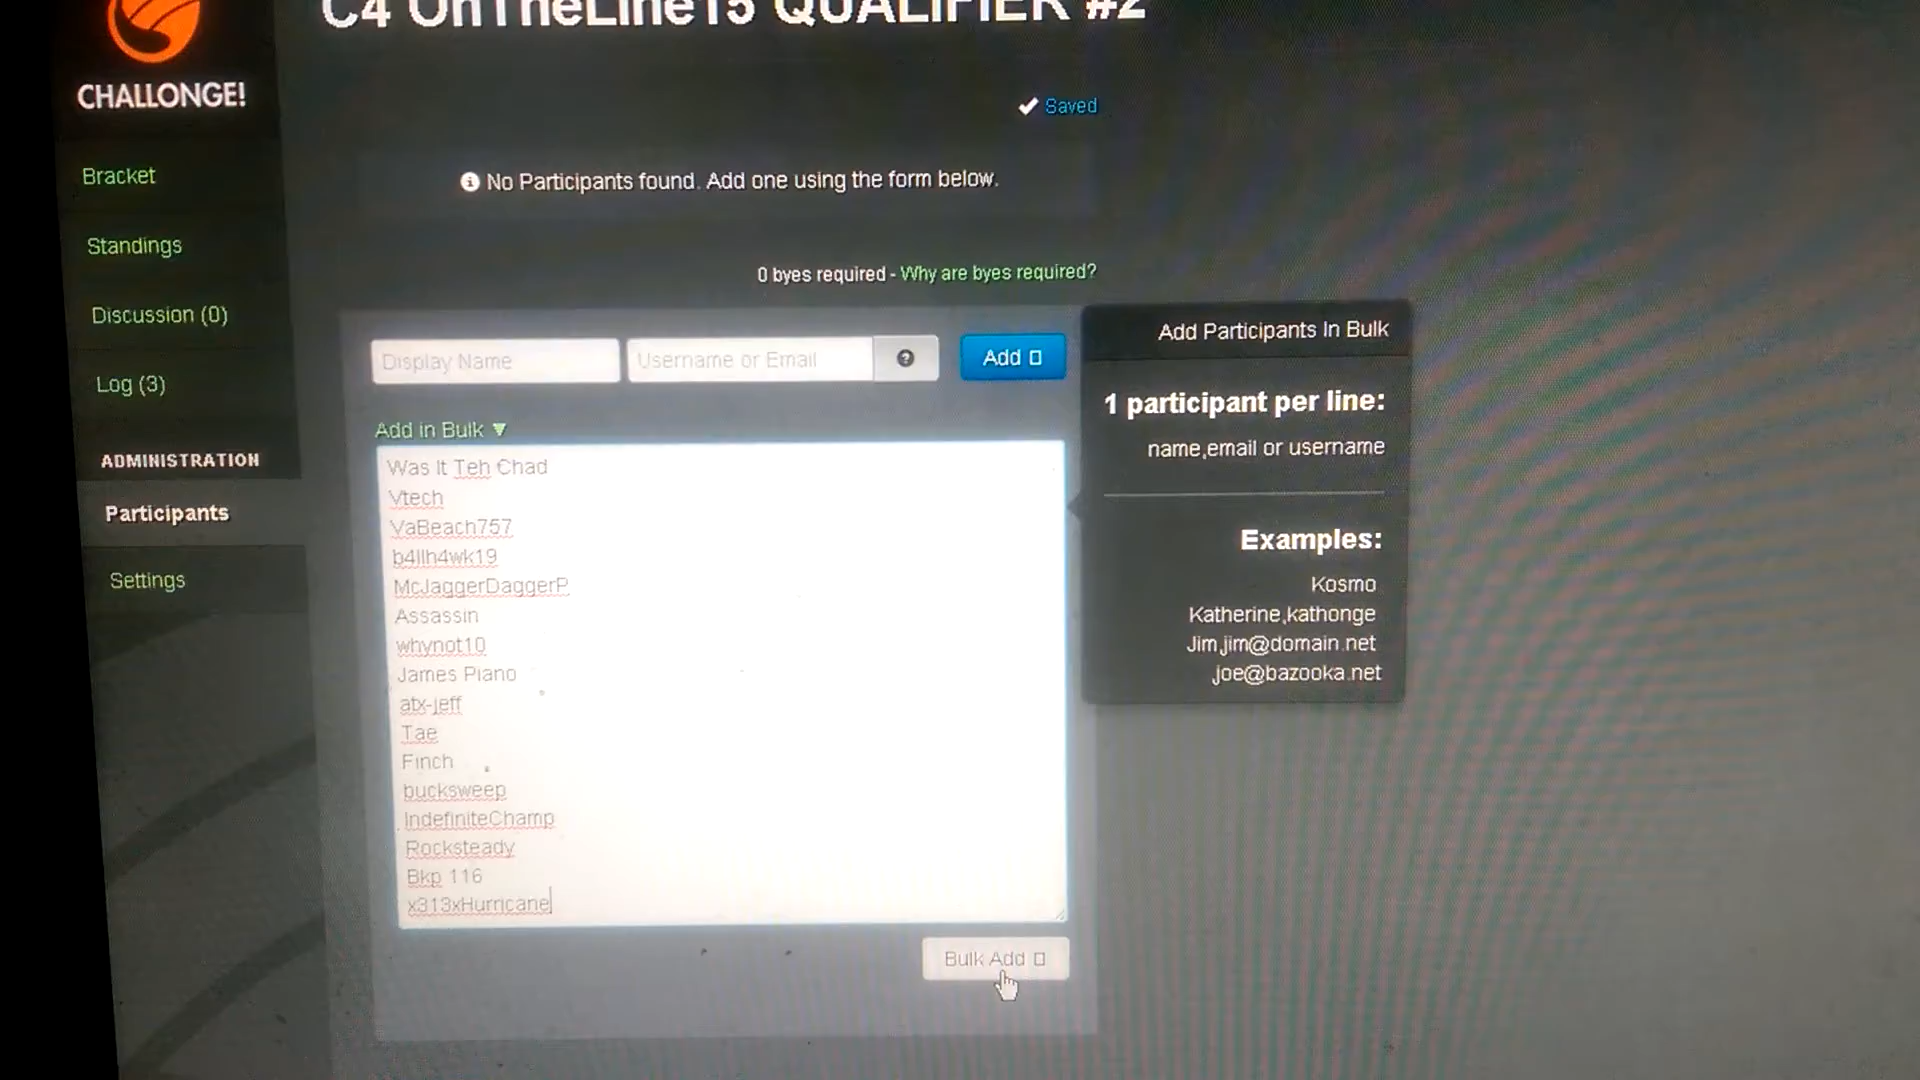 C4 OnTheLine15 QUALIFIER #2
CHALLONGE!
Saved
Bracket
No Participants found. Add one using the form below.
Standings
0 byes required - Why are byes required?
Discussion (0)
Add Participants In Bulk
Display Name
Username or Email
Add
Log (3)
1 participant per line:
Add in Bulk ▼
name,email or username
ADMINISTRATION
Was It Teh Chad
Vtech
Participants
VaBeach757
Examples:
b4llh4wk19
Settings
McJaggerDaggerP
Kosmo
Assassin
Katherine,kathonge
whynot10
Jim,jim@domain.net
James Piano
joe@bazooka.net
atx-jeff
Tae
Finch
bucksweep
IndefiniteChamp
Rocksteady
Bkp 116
x313xHurricane
Bulk Add